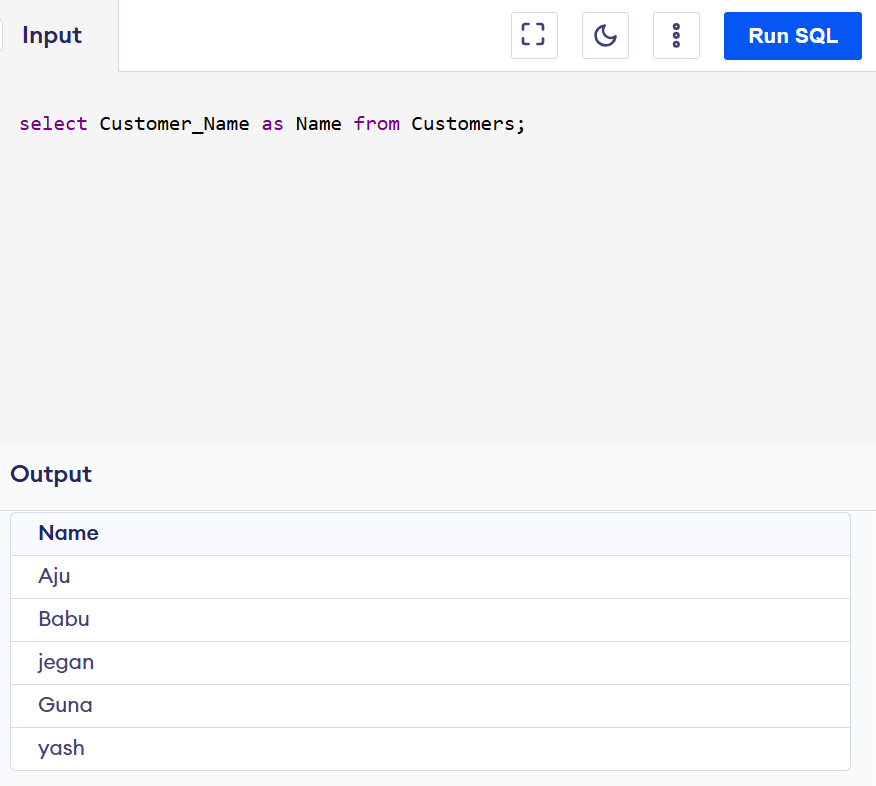 Input
Run SQL
select Customer_Name as Name from Customers;
Output
Name
Aju
Babu
jegan
Guna
yash